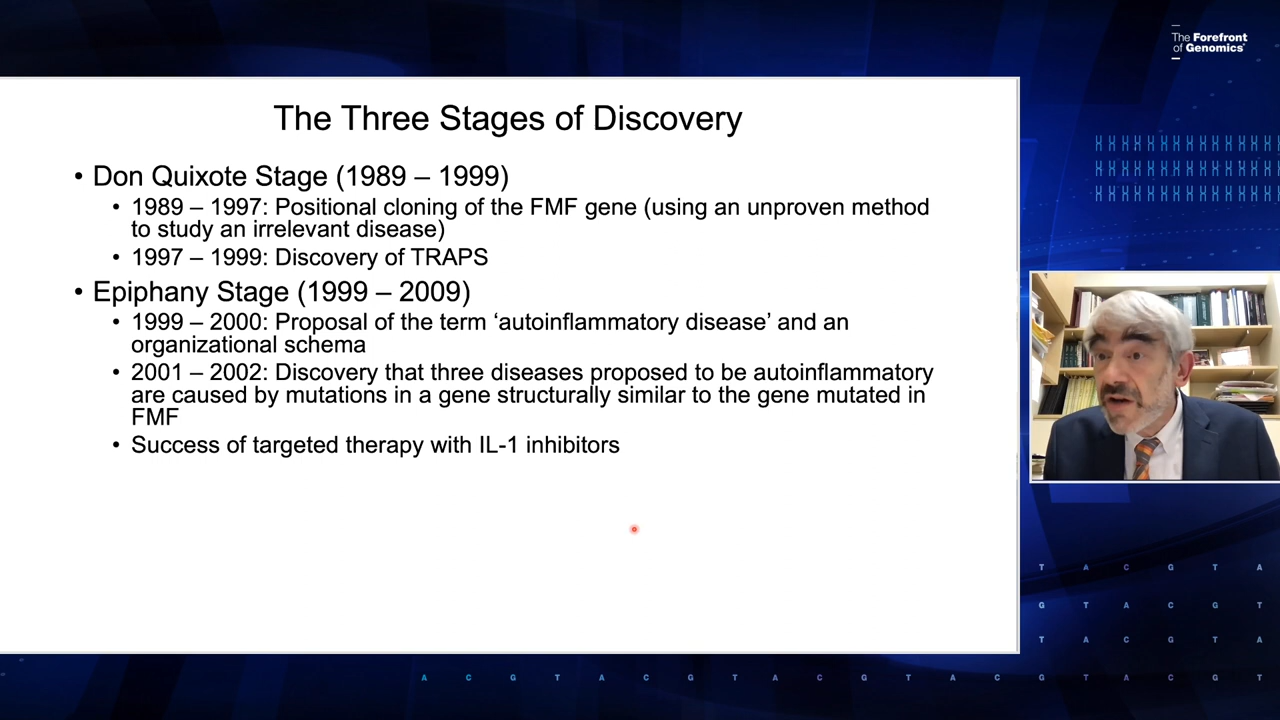 The Forefront
of Genomics®
The Three Stages of Discovery
• Don Quixote Stage (1989 – 1999)
• 1989 – 1997: Positional cloning of the FMF gene (using an unproven method
to study an irrelevant disease)
• 1997 – 1999: Discovery of TRAPS
• Epiphany Stage (1999 – 2009)
• 1999 – 2000: Proposal of the term ‘autoinflammatory disease’ and an
organizational schema
• 2001 – 2002: Discovery that three diseases proposed to be autoinflammatory
are caused by mutations in a gene structurally similar to the gene mutated in
FMF
• Success of targeted therapy with IL-1 inhibitors
T A C G T A
G T A C G T
T A C G T A
A C G T A C G T A C G T A C G T A C G T